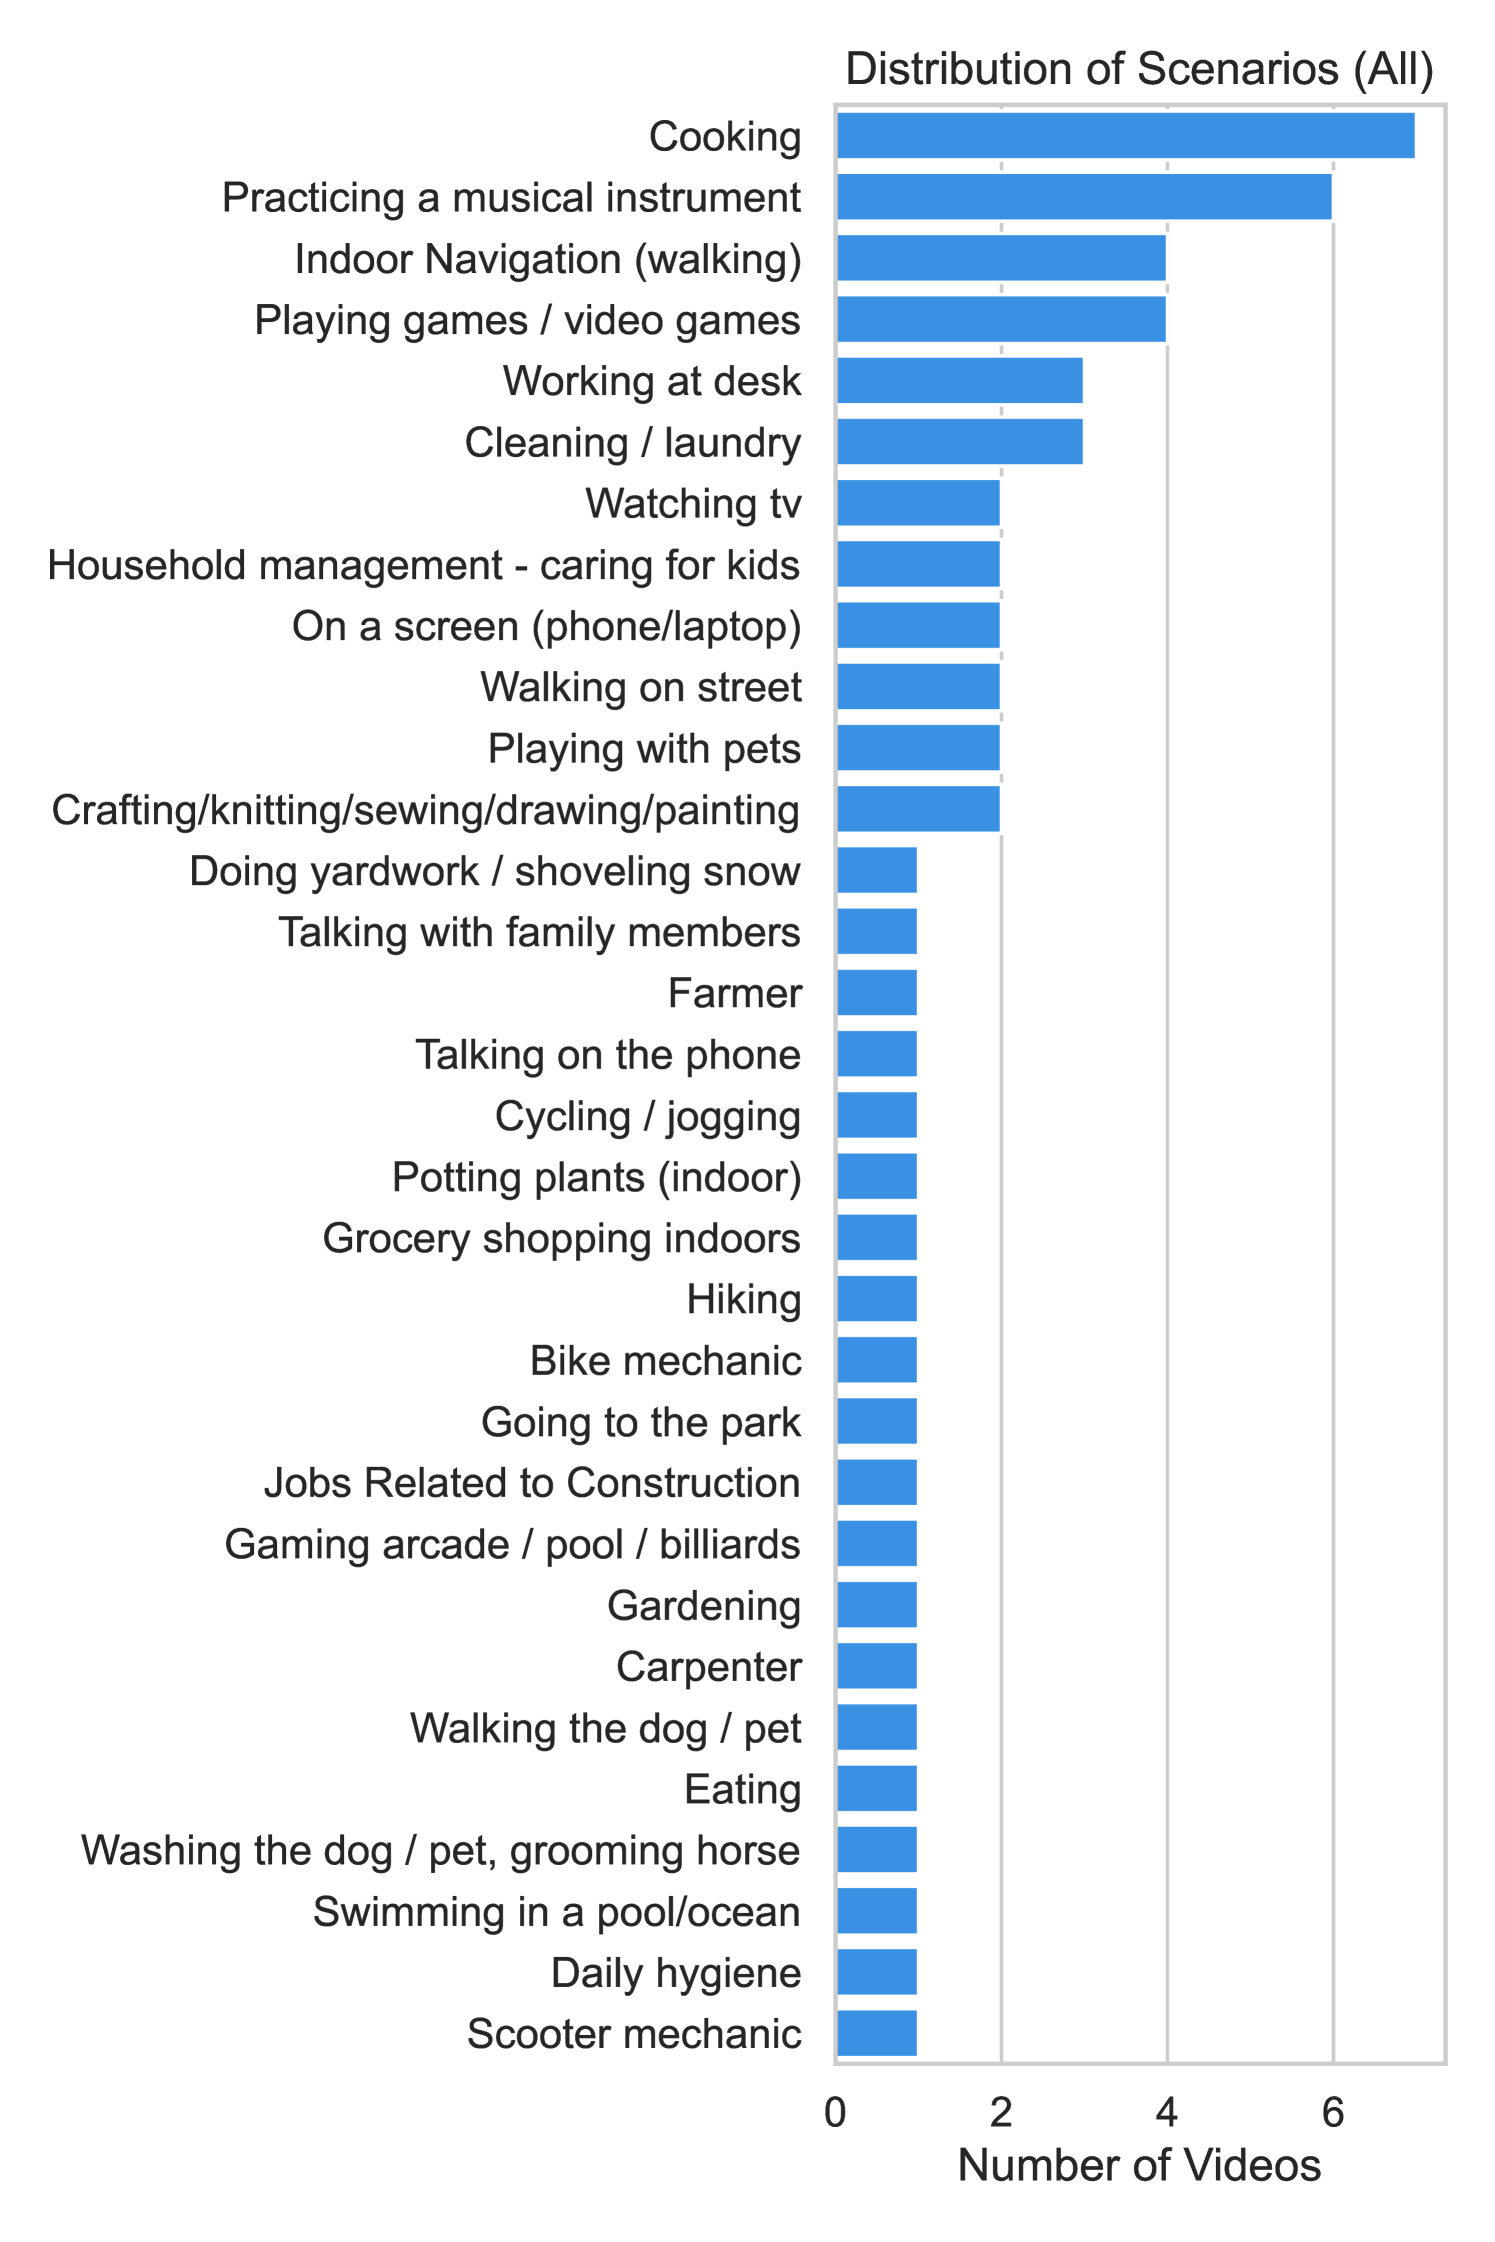 Distribution of Scenarios (All)
Cooking
Practicing a musical instrument
Indoor Navigation (walking)
Playing games / video games
Working at desk
Cleaning / laundry
Watching tv
Household management - caring for kids
On a screen (phone/laptop)
Walking on street
Playing with pets
Crafting/knitting/sewing/drawing/painting
Doing yardwork / shoveling snow
Talking with family members
Farmer
Talking on the phone
Cycling / jogging
Potting plants (indoor)
Grocery shopping indoors
Hiking
Bike mechanic
Going to the park
Jobs Related to Construction
Gaming arcade / pool / billiards
Gardening
Carpenter
Walking the dog / pet
Eating
Washing the dog / pet, grooming horse
Swimming in a pool/ocean
Daily hygiene
Scooter mechanic
0 2 4 6
Number of Videos